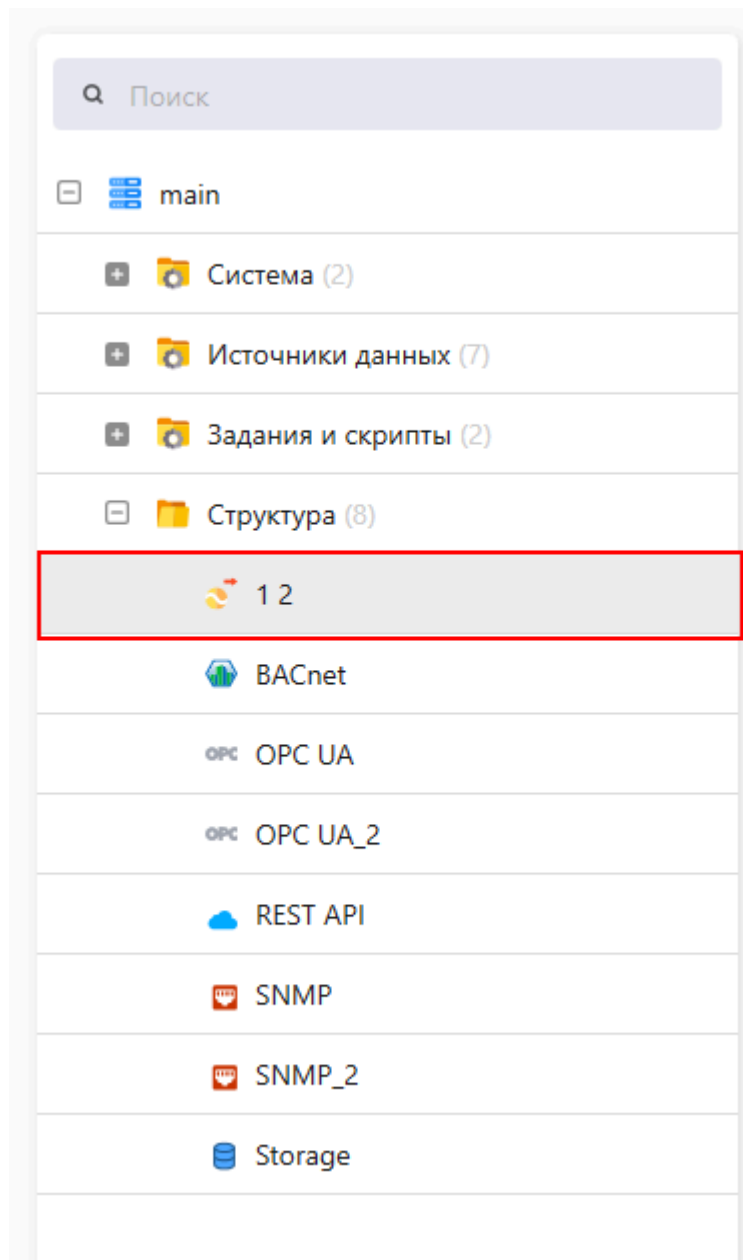 Поиск
main
Система (2)
Источники данных (7)
Задания и скрипты (2)
Структура (8)
1 2
BACnet
OPC OPC UA
OPC OPC UA_2
REST API
SNMP
SNMP_2
Storage